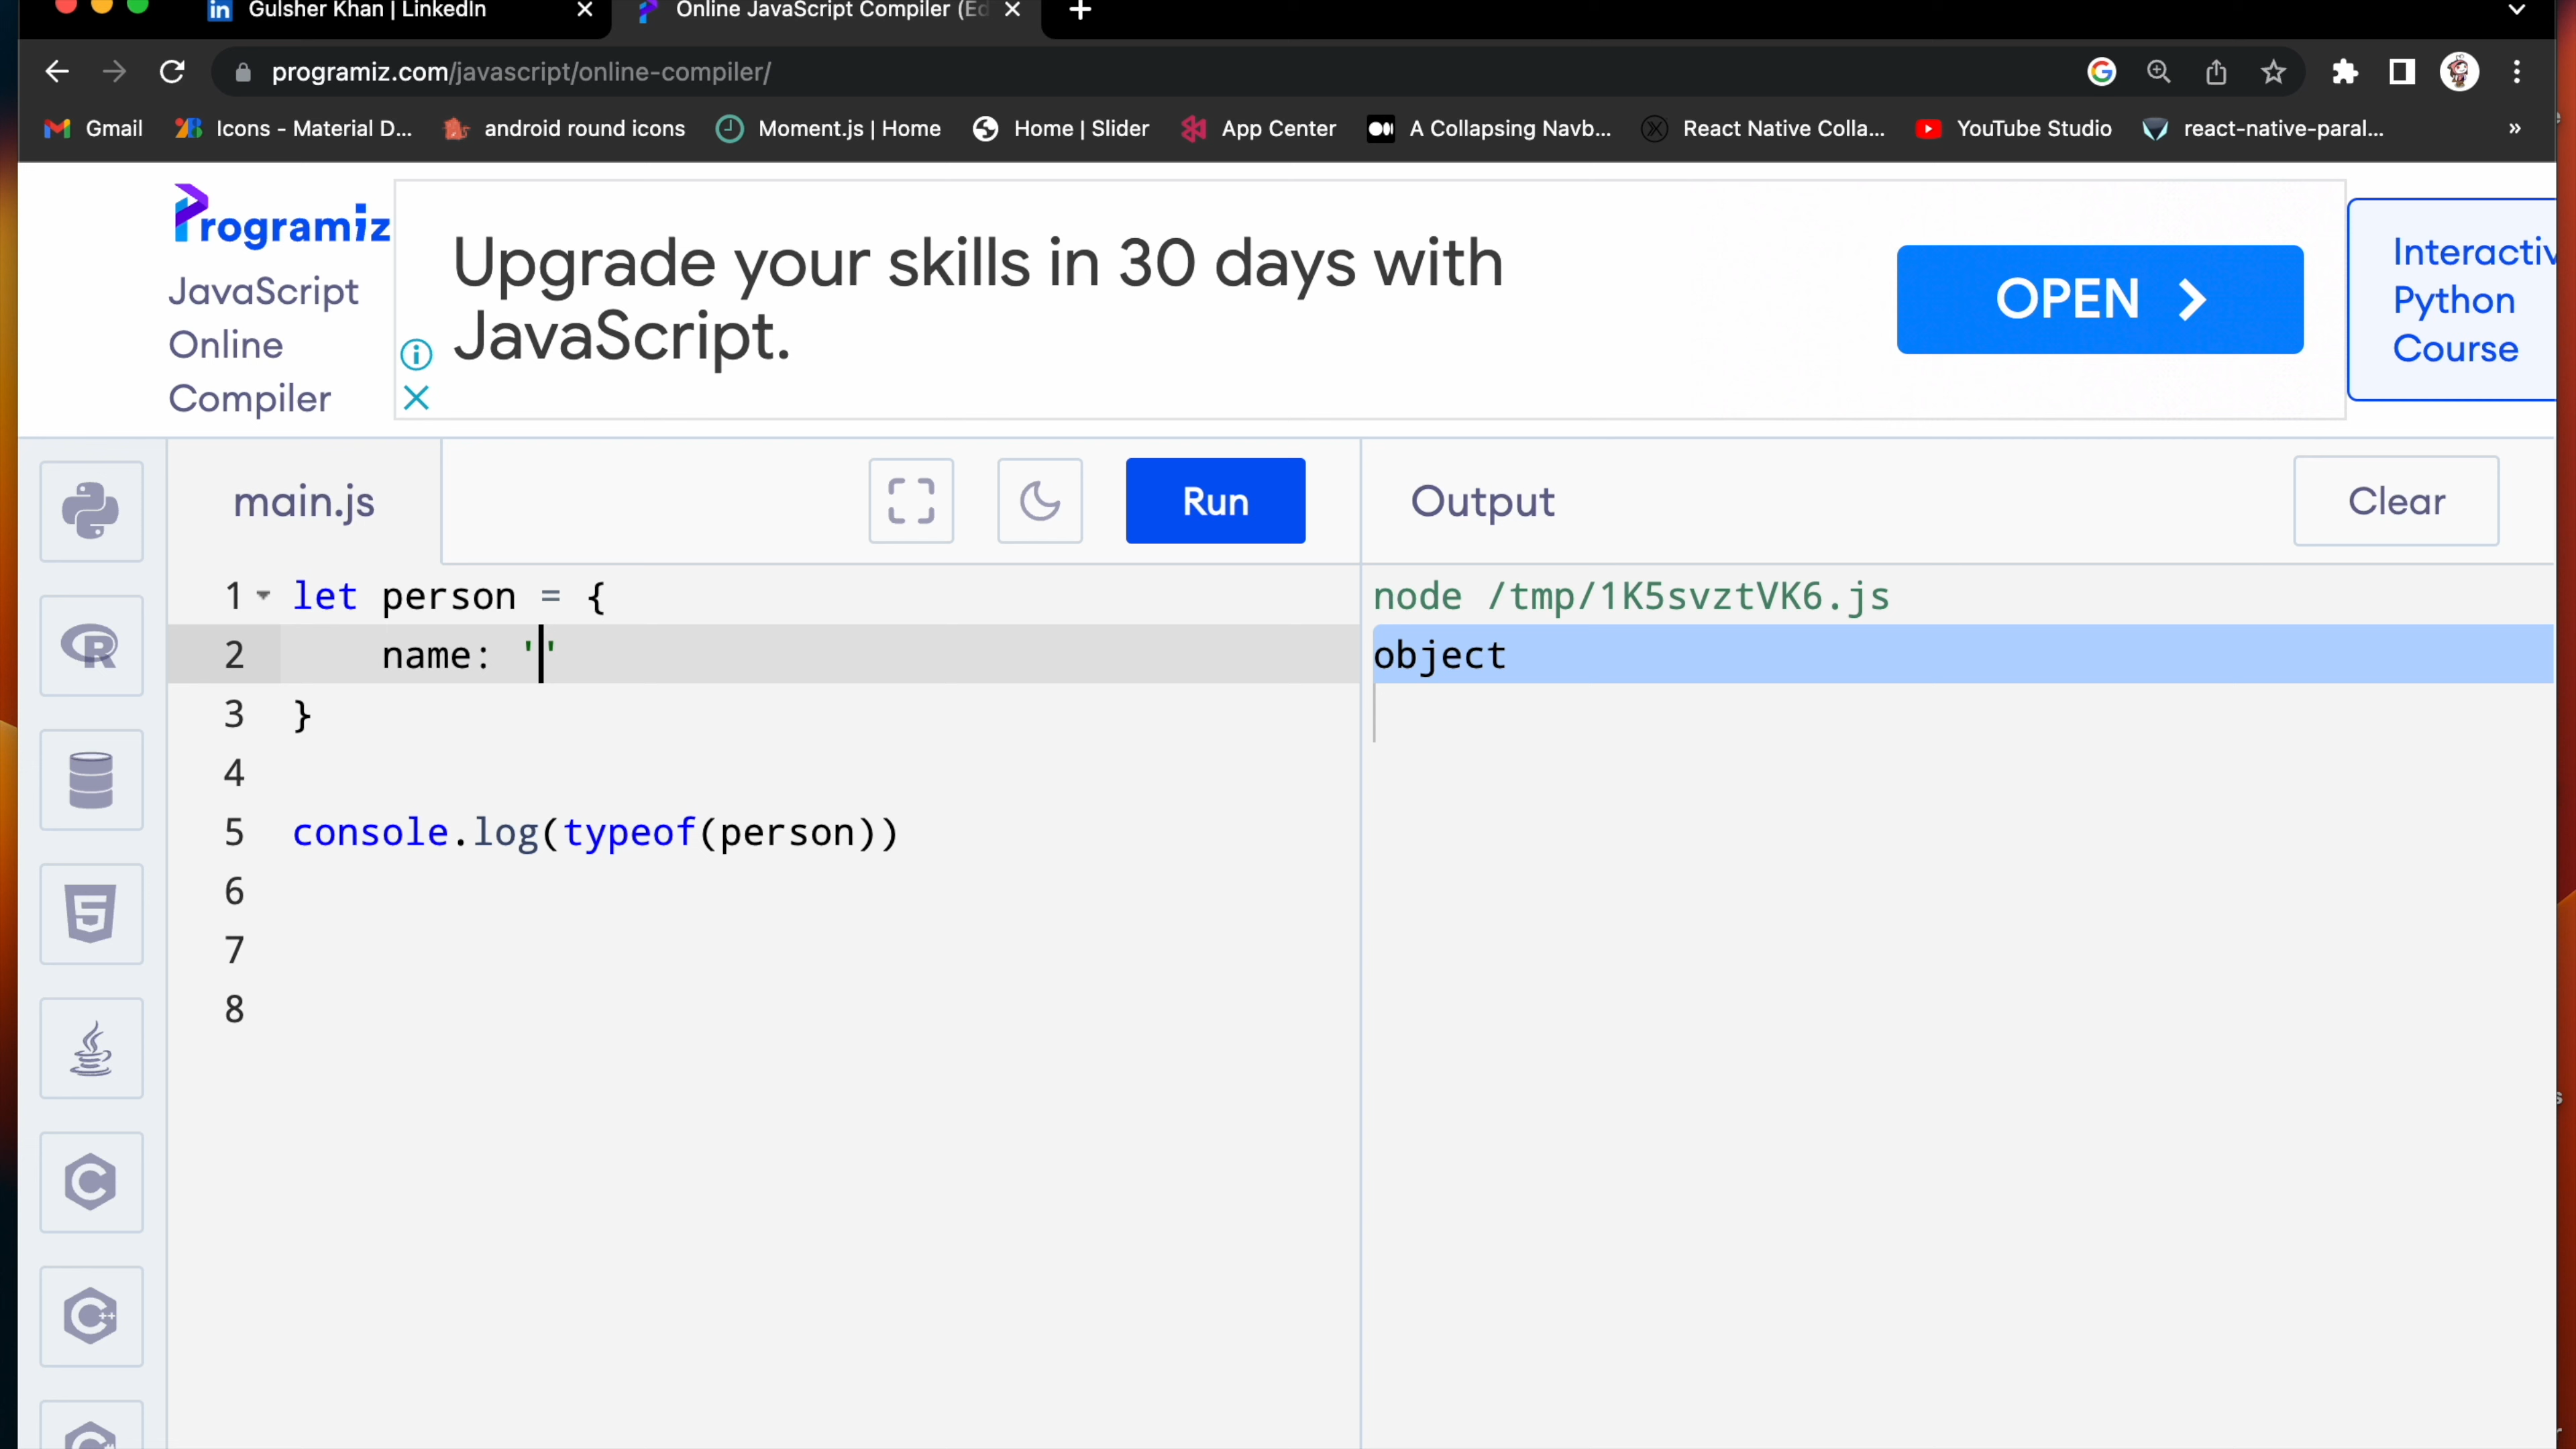 Gulsher Khan | LinkedIn
Online JavaScript Compiler (Ed
programiz.com/javascript/online-compiler/
Gmail
Icons - Material D...
android round icons
Moment.js | Home
Home | Slider
App Center
A Collapsing Navb...
React Native Colla...
YouTube Studio
react-native-paral...
»
Programiz
JavaScript
Online
Compiler
Upgrade your skills in 30 days with
JavaScript.
OPEN
Interactiv
Python
Course
main.js
Run
Output
Clear
1 let person = {
2 name: ''
3 }
4
5 console.log(typeof(person))
6
7
8
node /tmp/1K5svztVK6.js
object